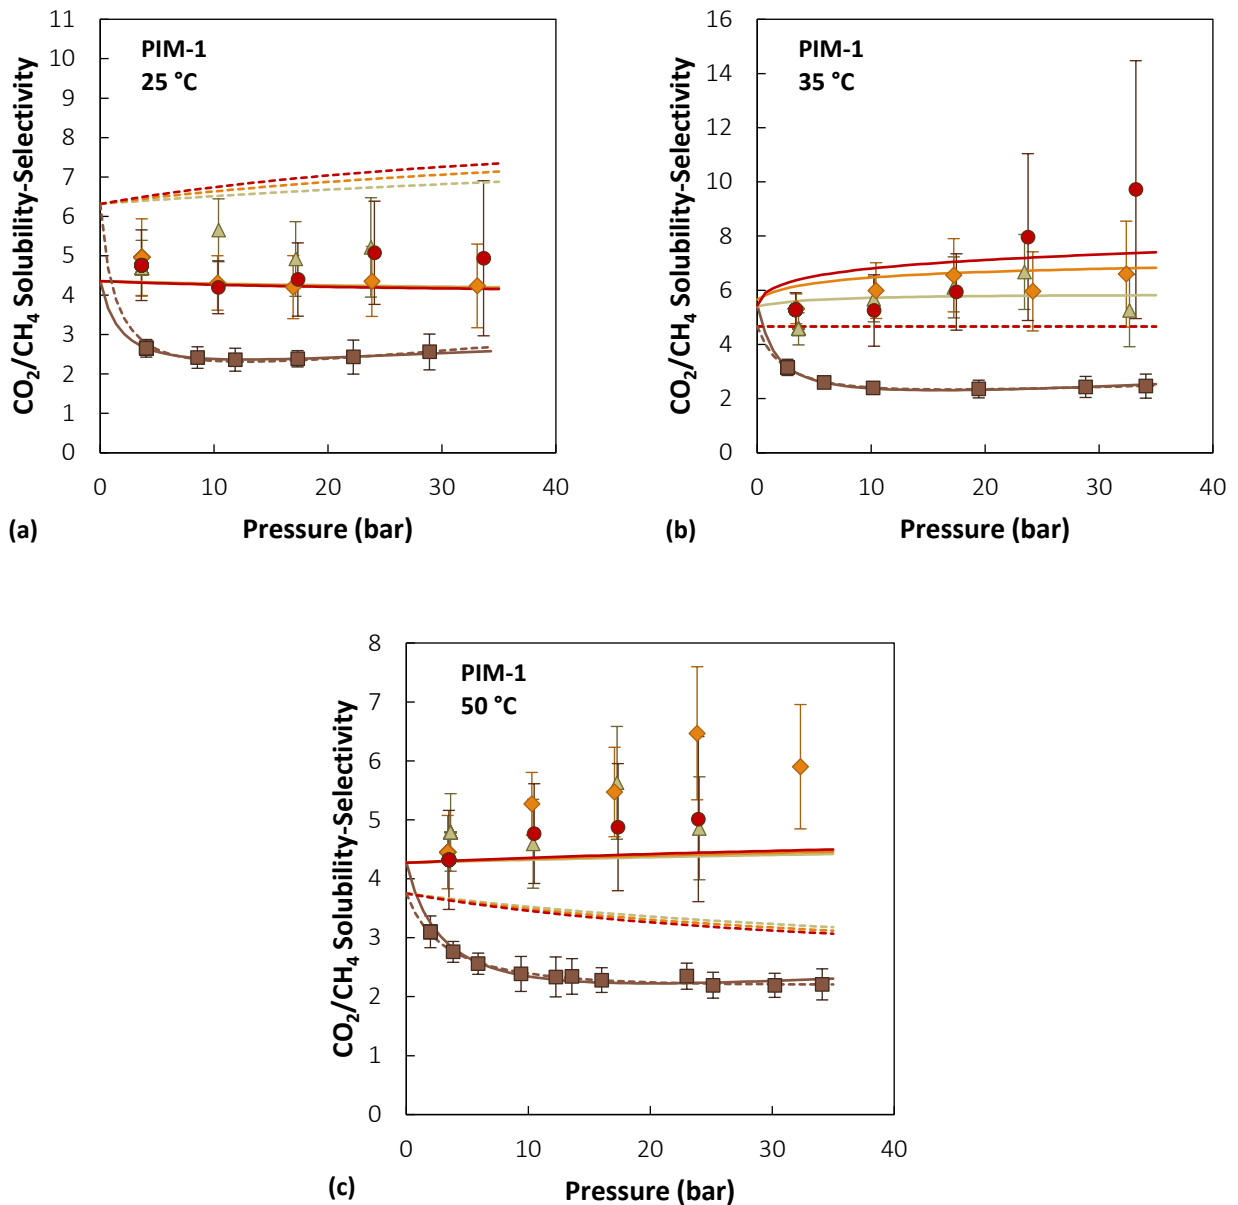 PIM-1
25 °C
CO₂/CH₄ Solubility-Selectivity
11
10
9
8
7
6
5
4
3
2
1
0
0 10 20 30 40
Pressure (bar)
(a)
PIM-1
35 °C
CO₂/CH₄ Solubility-Selectivity
16
14
12
10
8
6
4
2
0
0 10 20 30 40
Pressure (bar)
(b)
PIM-1
50 °C
CO₂/CH₄ Solubility-Selectivity
8
7
6
5
4
3
2
1
0
0 10 20 30 40
Pressure (bar)
(c)